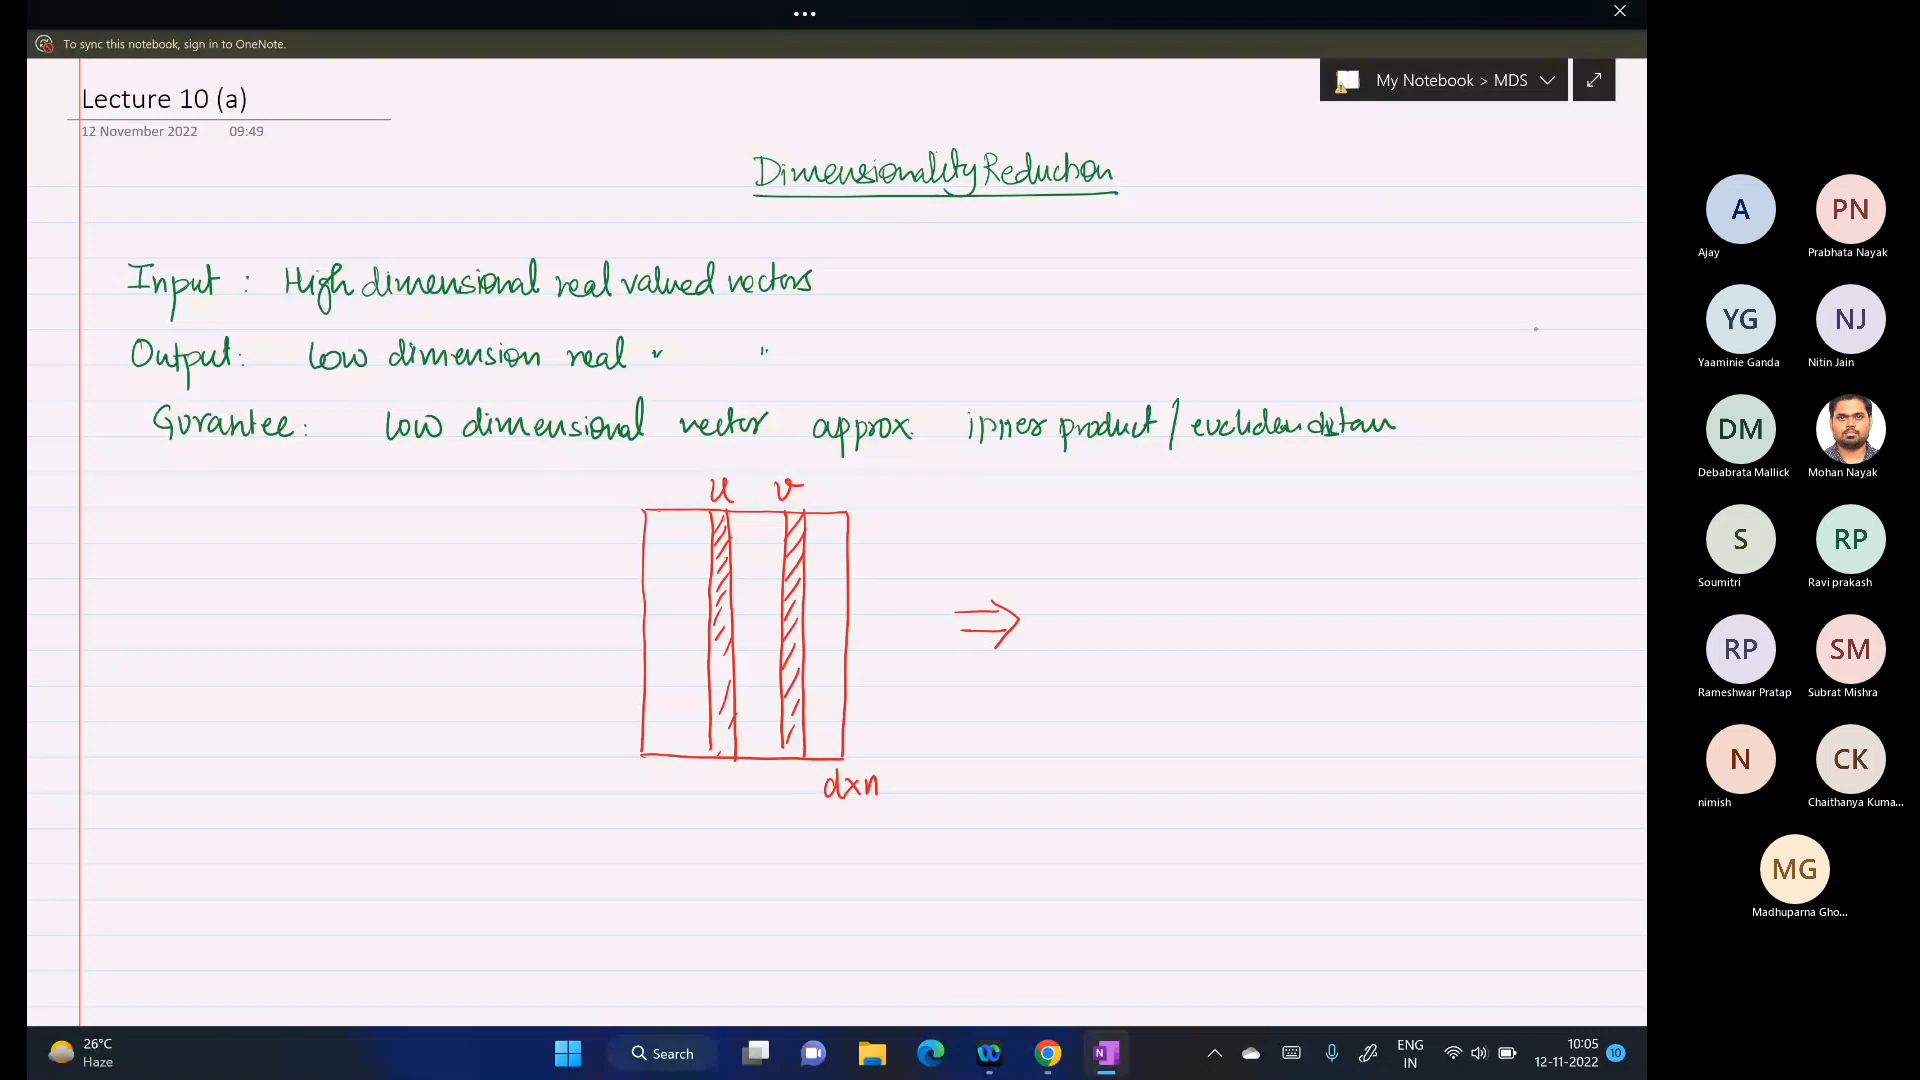 To sync this notebook, sign in to OneNote.
My Notebook > MDS
Lecture 10 (a)
12 November 2022 09:49
Dimensionality Reduction
Input : High dimensional real valued vectors
Output: low dimension real " "
Gurantee: low dimensional vector approx. inner product / euclidean distan
u v
dxn
A
Ajay
PN
Prabhata Nayak
YG
Yaaminie Ganda
NJ
Nitin Jain
DM
Debabrata Mallick
Mohan Nayak
S
Soumitri
RP
Ravi prakash
RP
Rameshwar Pratap
SM
Subrat Mishra
N
nimish
CK
Chaithanya Kuma...
MG
Madhuparna Gho...
26°C
Haze
Search
ENG
IN
10:05
12-11-2022
10